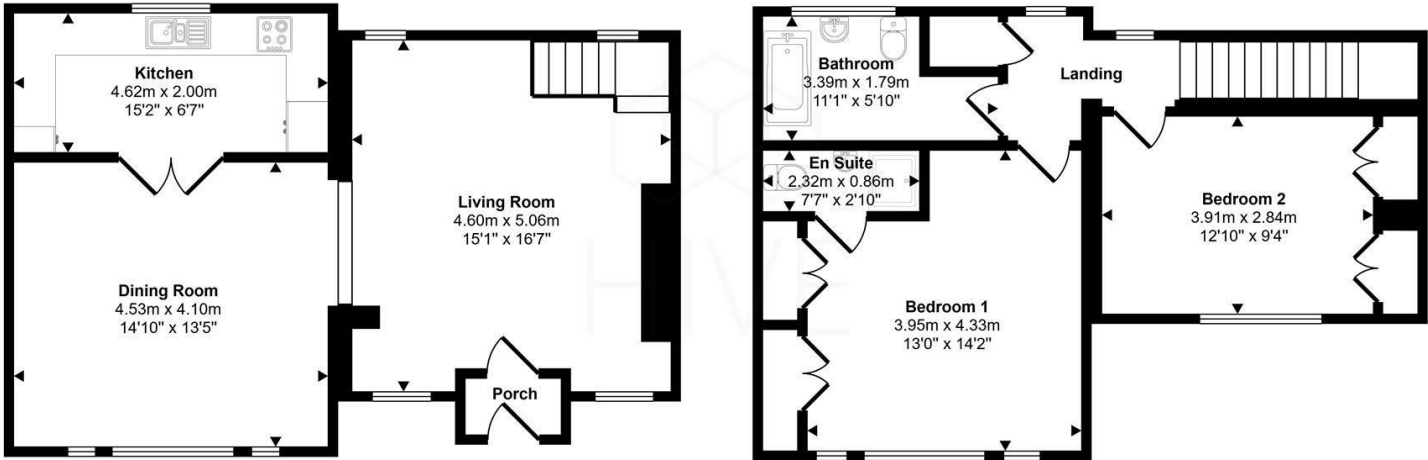 Kitchen
4.62m x 2.00m
15'2" x 6'7"
Dining Room
4.53m x 4.10m
14'10" x 13'5"
Living Room
4.60m x 5.06m
15'1" x 16'7"
Porch
Bathroom
3.39m x 1.79m
11'1" x 5'10"
Landing
En Suite
2.32m x 0.86m
7'7" x 2'10"
Bedroom 1
3.95m x 4.33m
13'0" x 14'2"
Bedroom 2
3.91m x 2.84m
12'10" x 9'4"
HIVE